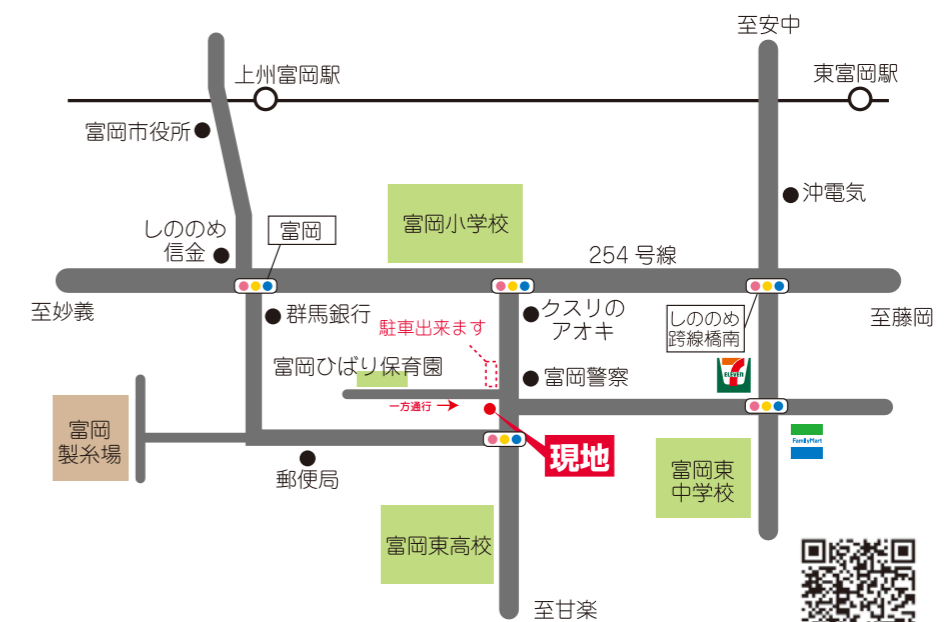 至安中
上州富岡駅
東富岡駅
富岡市役所
沖電気
富岡小学校
しののめ
信金
富岡
254 号線
至妙義
群馬銀行
クスリの
アオキ
しののめ
跨線橋南
至藤岡
駐車出来ます
富岡ひばり保育園
富岡警察
ELEVEN
一方通行
富岡
製糸場
現地
FamilyMart
郵便局
富岡東
中学校
富岡東高校
至甘楽